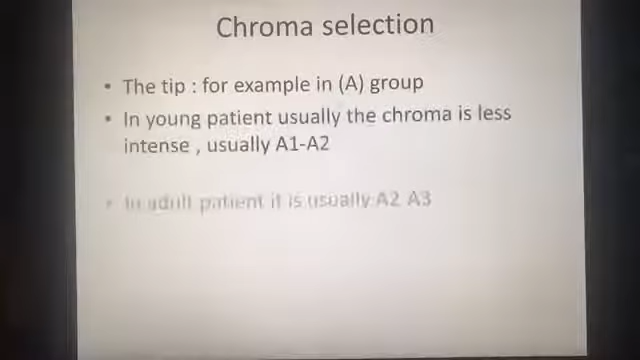 Chroma selection
• The tip : for example in (A) group
• In young patient usually the chroma is less
intense , usually A1-A2
• In adult patient it is usually A2 A3